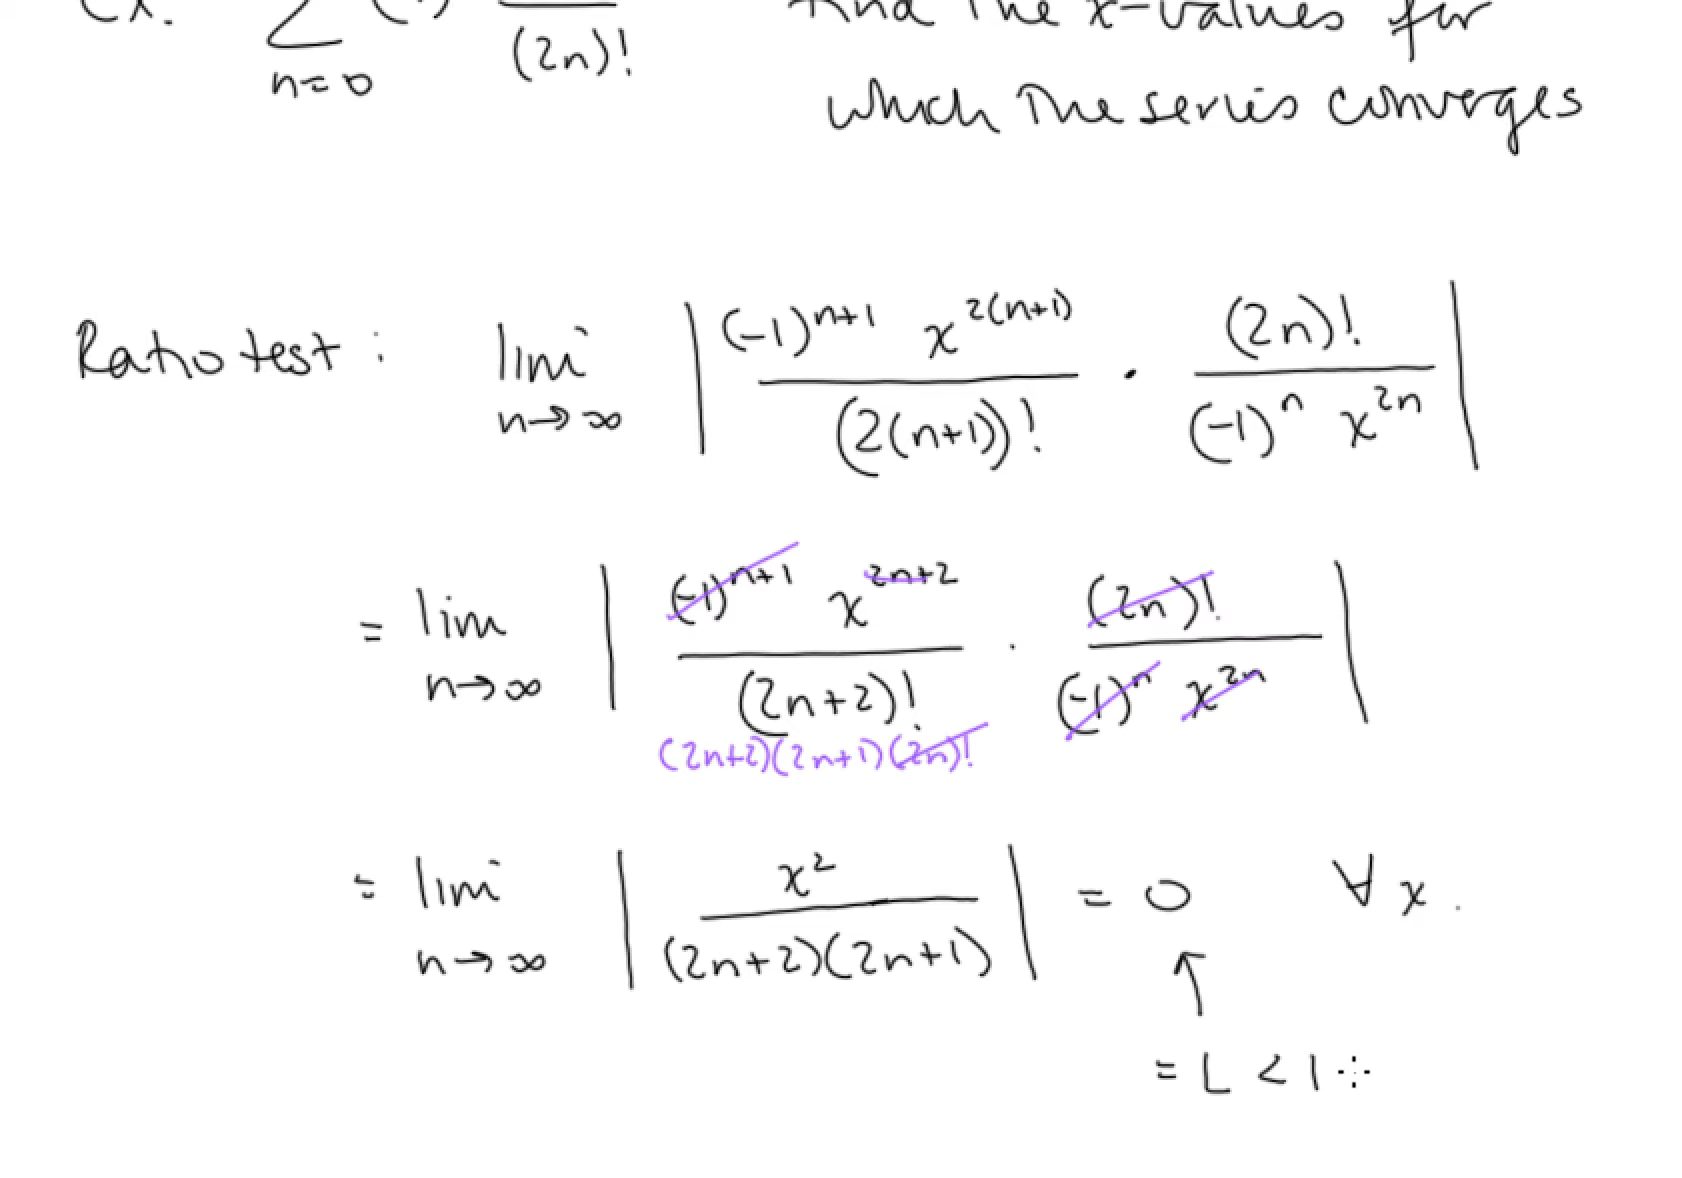 Ex. ∑ n=0 (2n)! find the x-values for
which the series converges
Ratio test : lim n→∞ | (-1)^{n+1} x^{2(n+1)} / (2(n+1))! · (2n)! / (-1)^n x^{2n} |
= lim n→∞ | (-1)^{n+1} x^{2n+2} / (2n+2)! · (2n)! / (-1)^n x^{2n} |
(2n+2)(2n+1)(2n)!
= lim n→∞ | x^2 / (2n+2)(2n+1) | = 0 ∀ x .
↑
= L < 1